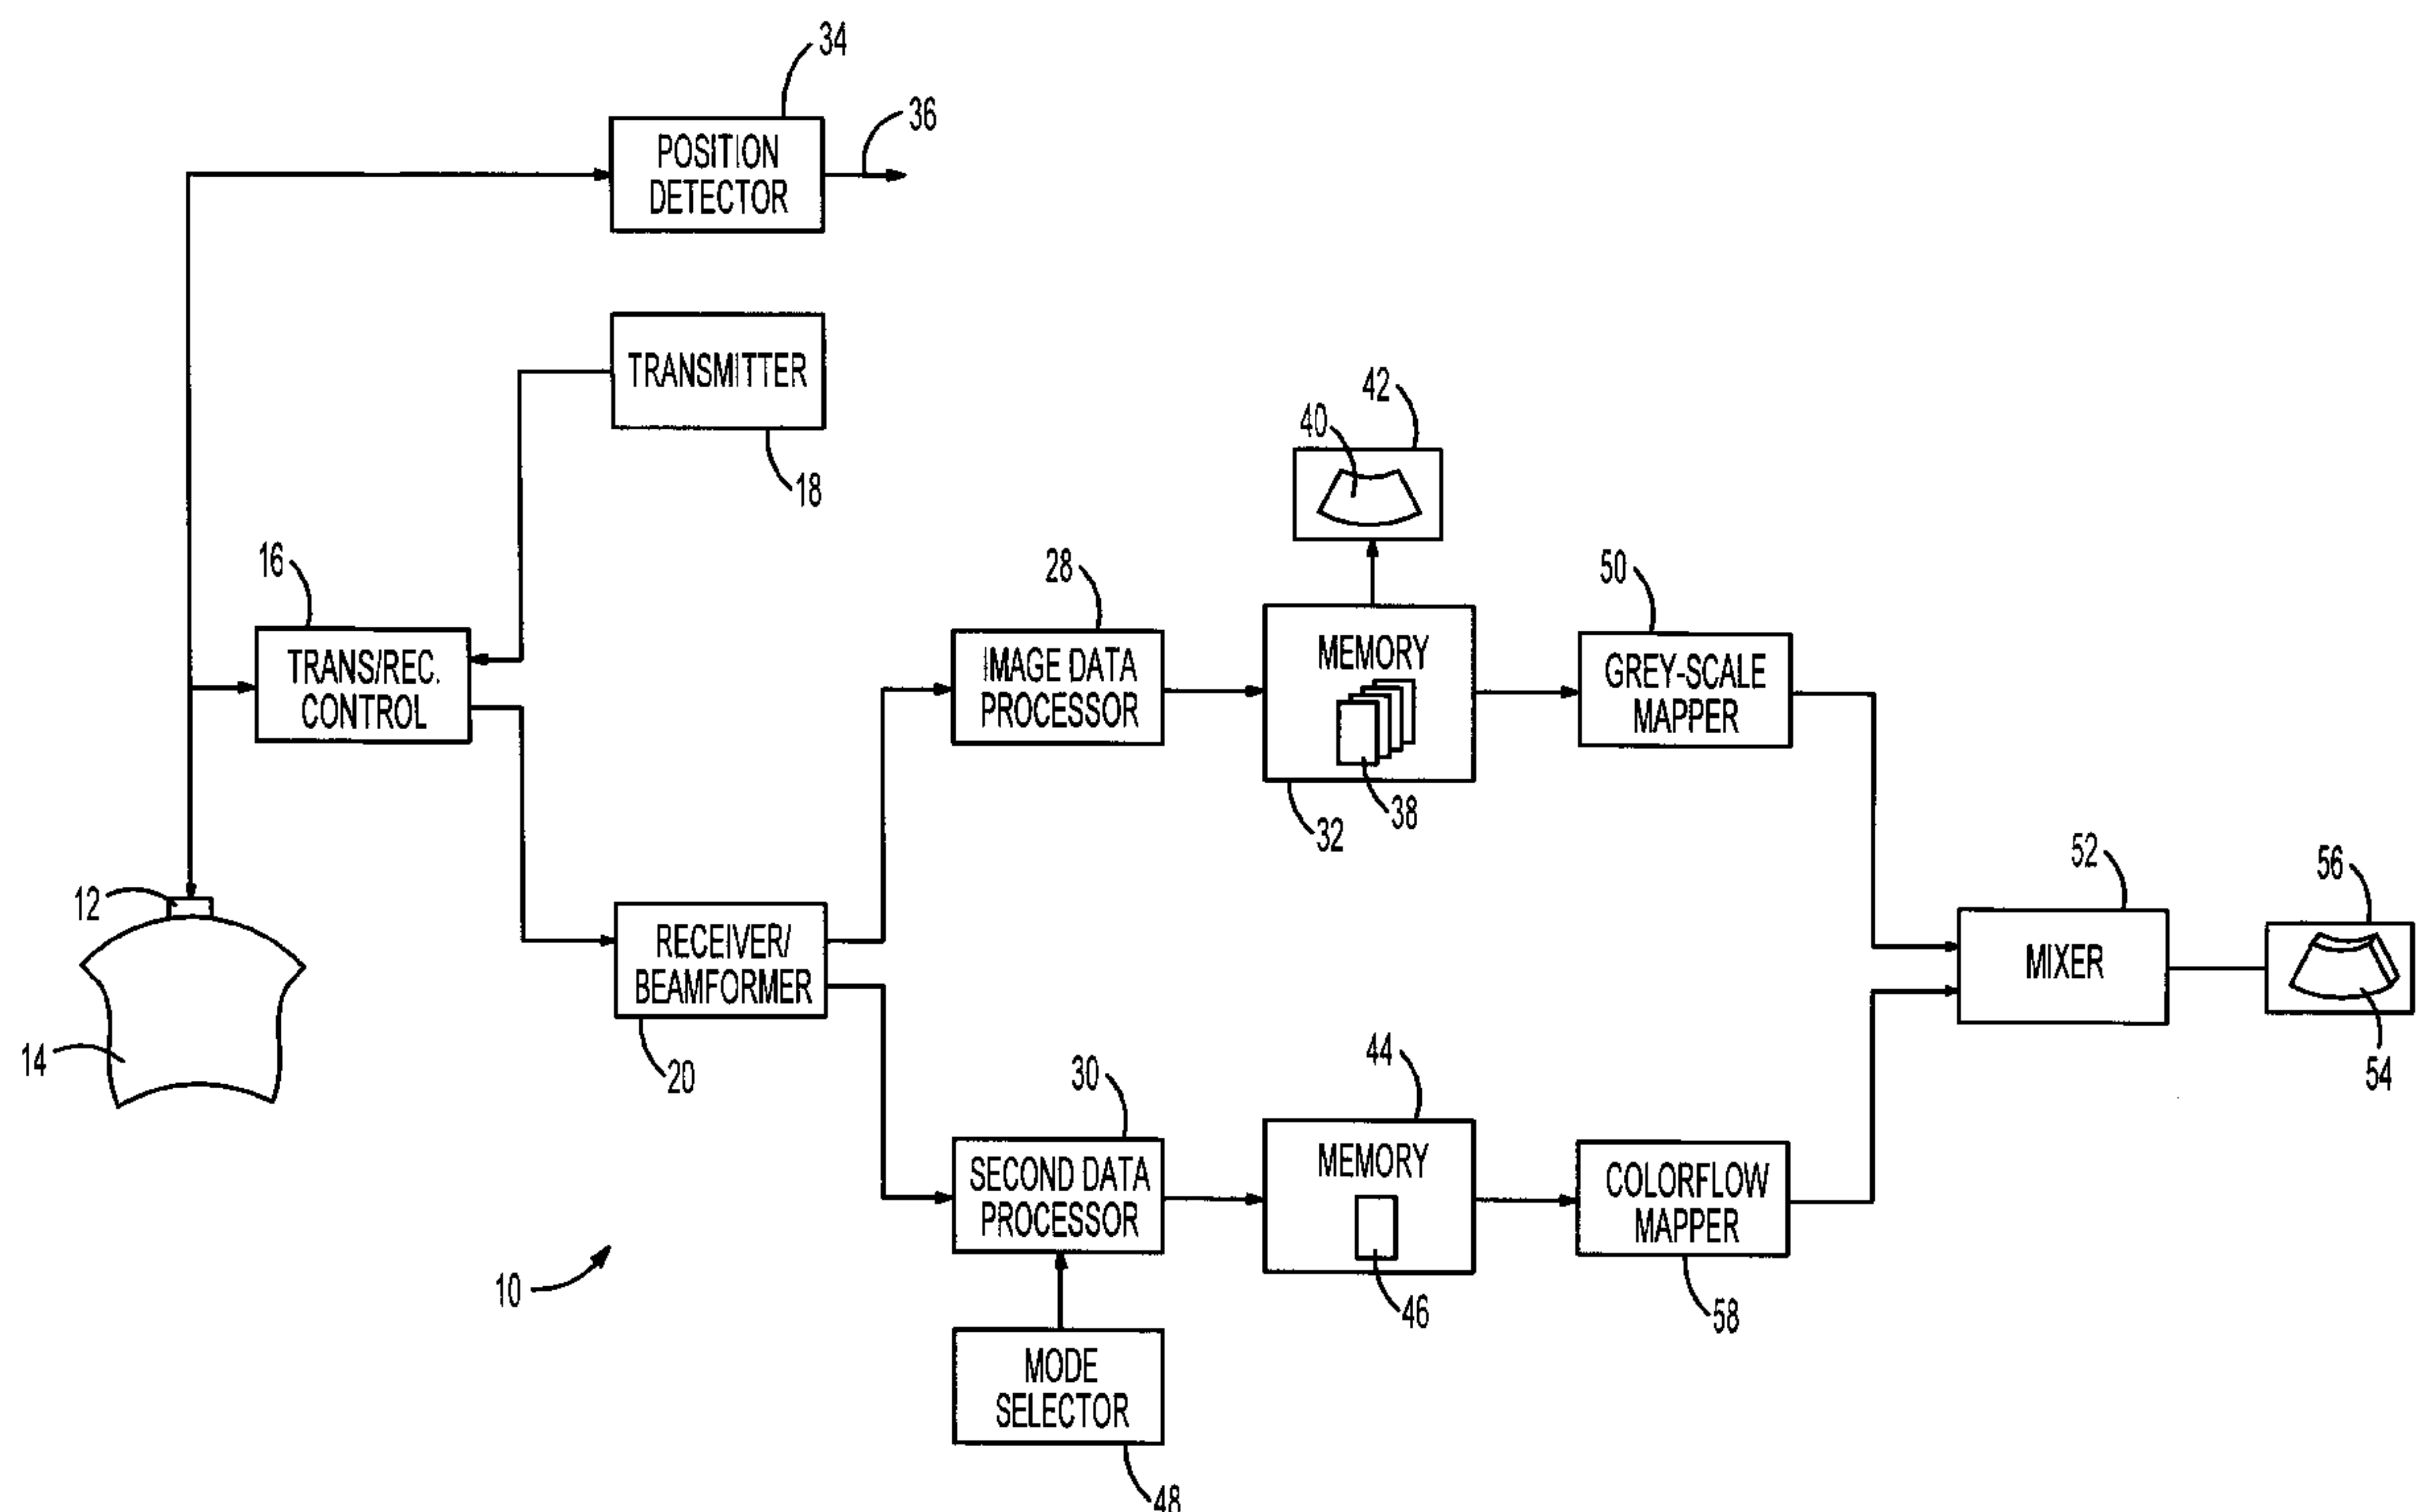 34
36
POSITION
DETECTOR
TRANSMITTER
18
42
40
16
28
50
TRANS/REC.
CONTROL
IMAGE DATA
PROCESSOR
MEMORY
GREY-SCALE
MAPPER
38
32
12
52
56
RECEIVER/
BEAMFORMER
MIXER
14
20
30
44
54
SECOND DATA
PROCESSOR
MEMORY
COLORFLOW
MAPPER
10
46
58
MODE
SELECTOR
48